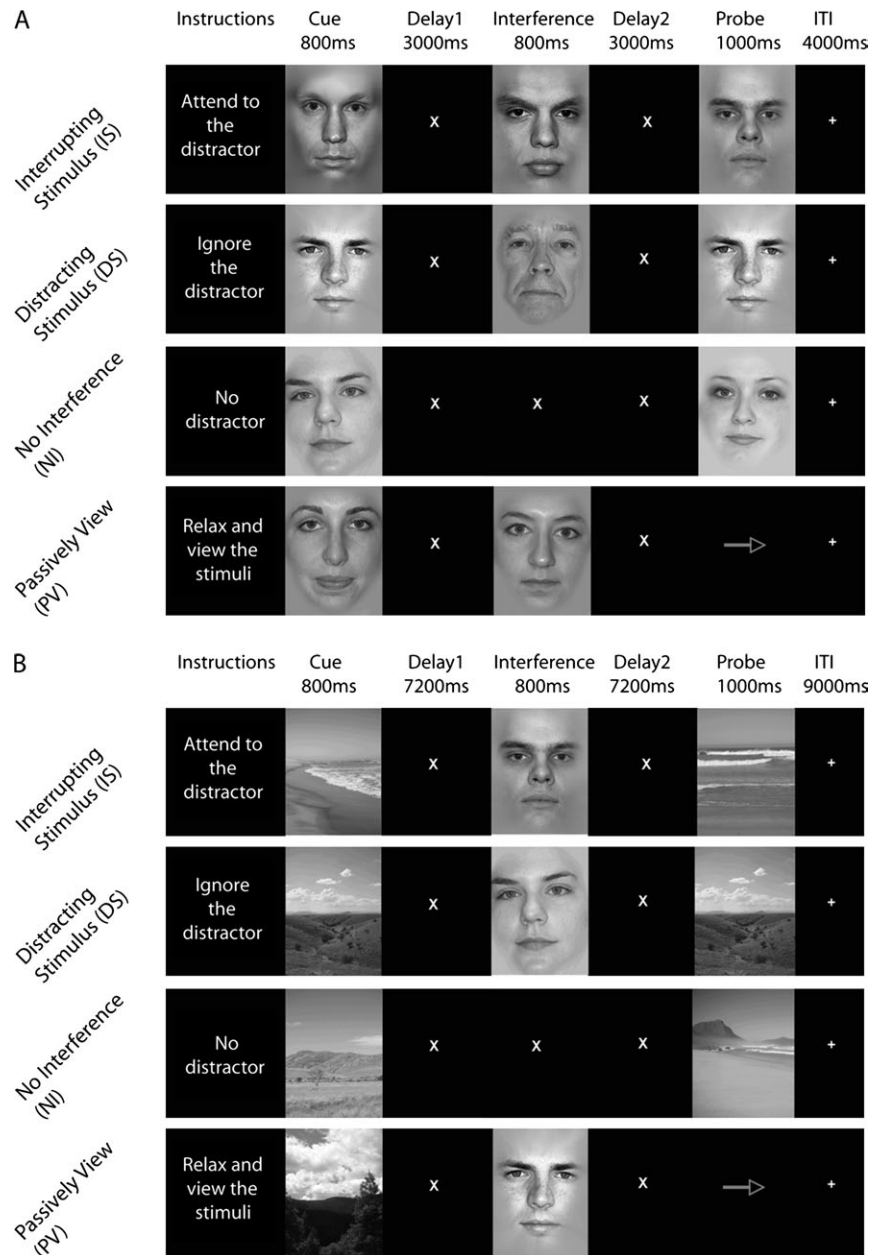 A
Instructions Cue Delay1 Interference Delay2 Probe ITI
800ms 3000ms 800ms 3000ms 1000ms 4000ms
Interrupting
Stimulus (IS)
Attend to
the
distractor
X X +
Distracting
Stimulus (DS)
Ignore
the
distractor
X X +
No Interference
(NI)
No
distractor
X X X +
Passively View
(PV)
Relax and
view the
stimuli
X X +
B
Instructions Cue Delay1 Interference Delay2 Probe ITI
800ms 7200ms 800ms 7200ms 1000ms 9000ms
Interrupting
Stimulus (IS)
Attend to
the
distractor
X X +
Distracting
Stimulus (DS)
Ignore
the
distractor
X X +
No Interference
(NI)
No
distractor
X X X +
Passively View
(PV)
Relax and
view the
stimuli
X X +